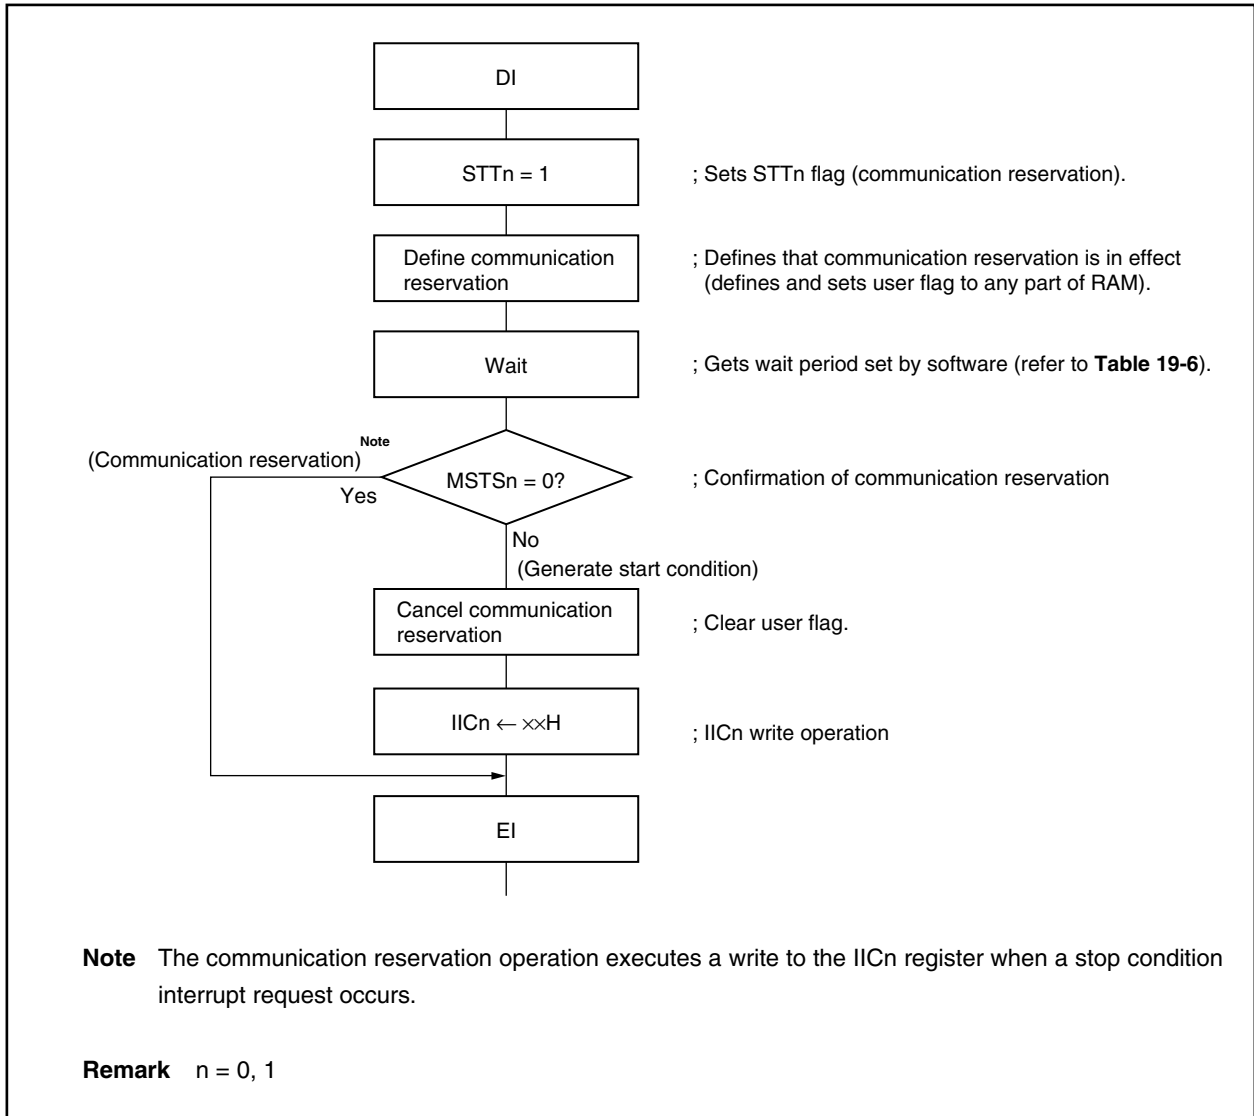 DI
STTn = 1
; Sets STTn flag (communication reservation).
Define communication
reservation
; Defines that communication reservation is in effect
(defines and sets user flag to any part of RAM).
Wait
; Gets wait period set by software (refer to Table 19-6).
(Communication reservation) Note
MSTSn = 0?
; Confirmation of communication reservation
Yes
No
(Generate start condition)
Cancel communication
reservation
; Clear user flag.
IICn ← ××H
; IICn write operation
EI
Note The communication reservation operation executes a write to the IICn register when a stop condition
interrupt request occurs.
Remark n = 0, 1